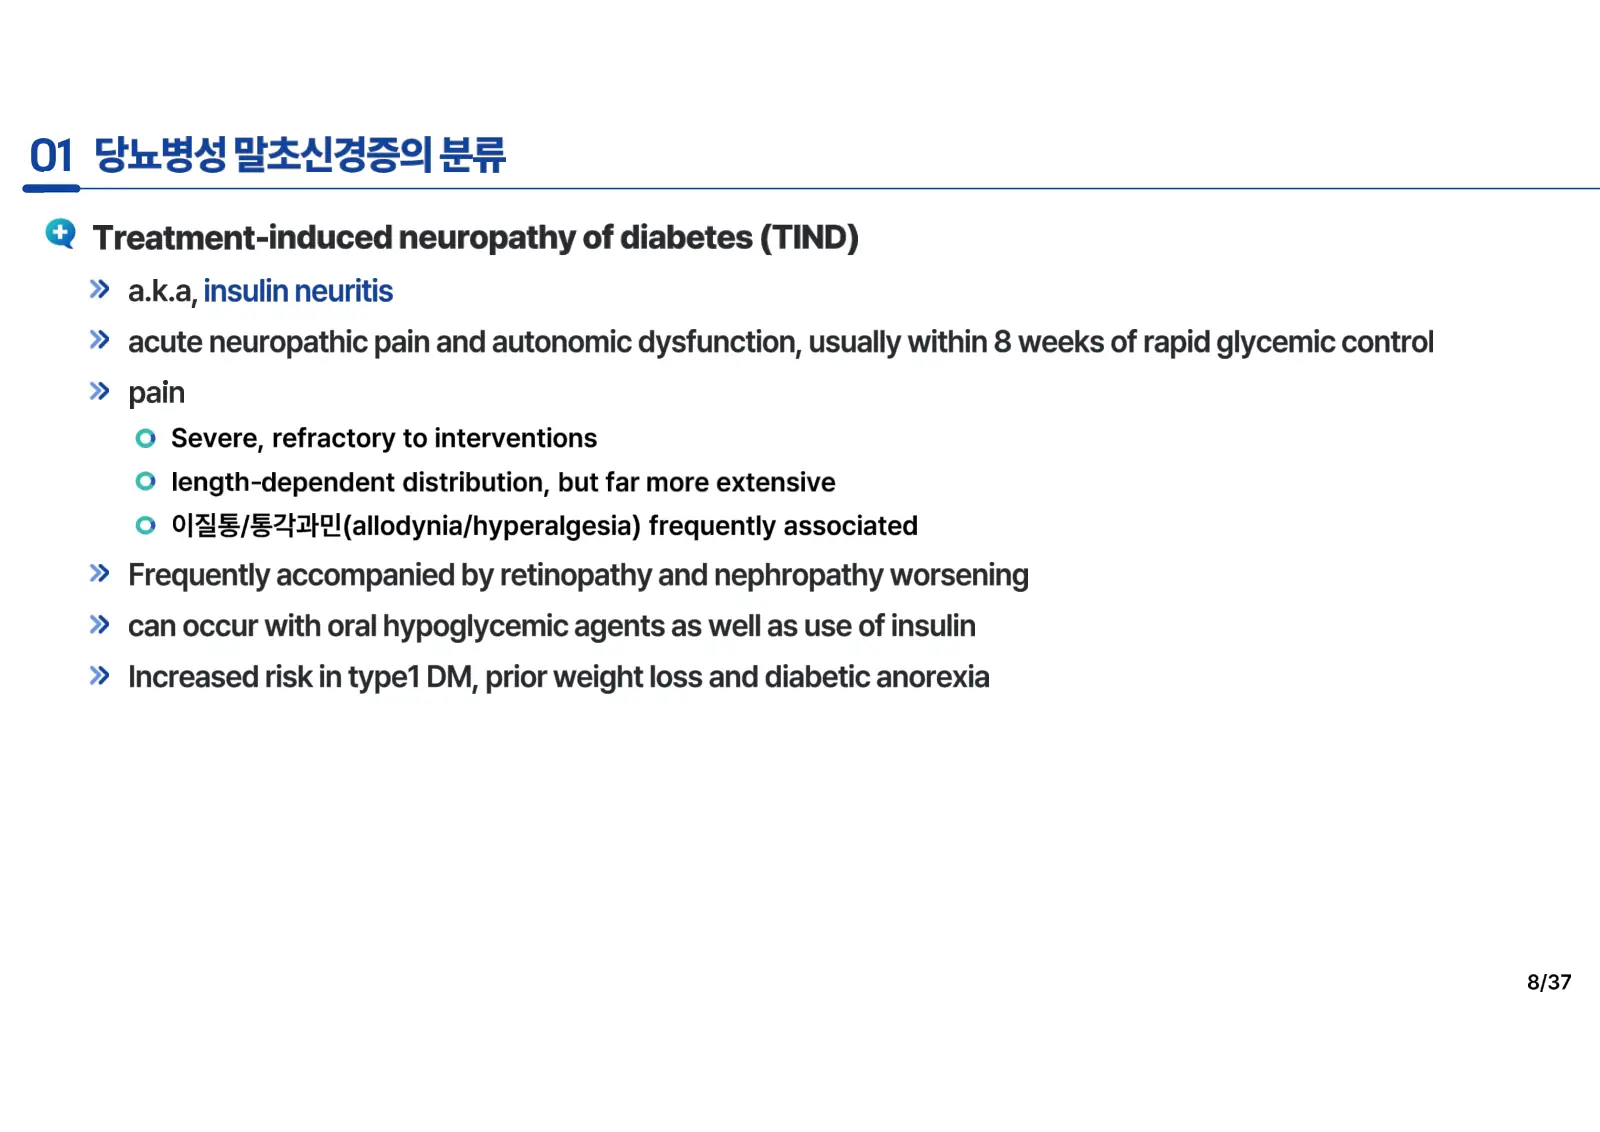 01 당뇨병성 말초신경증의 분류
Treatment-induced neuropathy of diabetes (TIND)
a.k.a, insulin neuritis
acute neuropathic pain and autonomic dysfunction, usually within 8 weeks of rapid glycemic control
pain
Severe, refractory to interventions
length-dependent distribution, but far more extensive
이질통/통각과민(allodynia/hyperalgesia) frequently associated
Frequently accompanied by retinopathy and nephropathy worsening
can occur with oral hypoglycemic agents as well as use of insulin
Increased risk in type1 DM, prior weight loss and diabetic anorexia
8/37